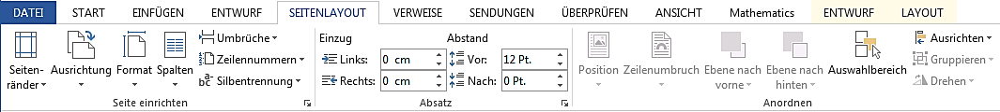 DATEI START EINFÜGEN ENTWURF SEITENLAYOUT VERWEISE SENDUNGEN ÜBERPRÜFEN ANSICHT Mathematics ENTWURF LAYOUT
Seiten-
ränder
Ausrichtung
Format
Spalten
Umbrüche
Zeilennummern
Silbentrennung
Seite einrichten
Einzug Abstand
Links: 0 cm Vor: 12 Pt.
Rechts: 0 cm Nach: 0 Pt.
Absatz
Position
Zeilenumbruch
Ebene nach
vorne
Ebene nach
hinten
Auswahlbereich
Ausrichten
Gruppieren
Drehen
Anordnen